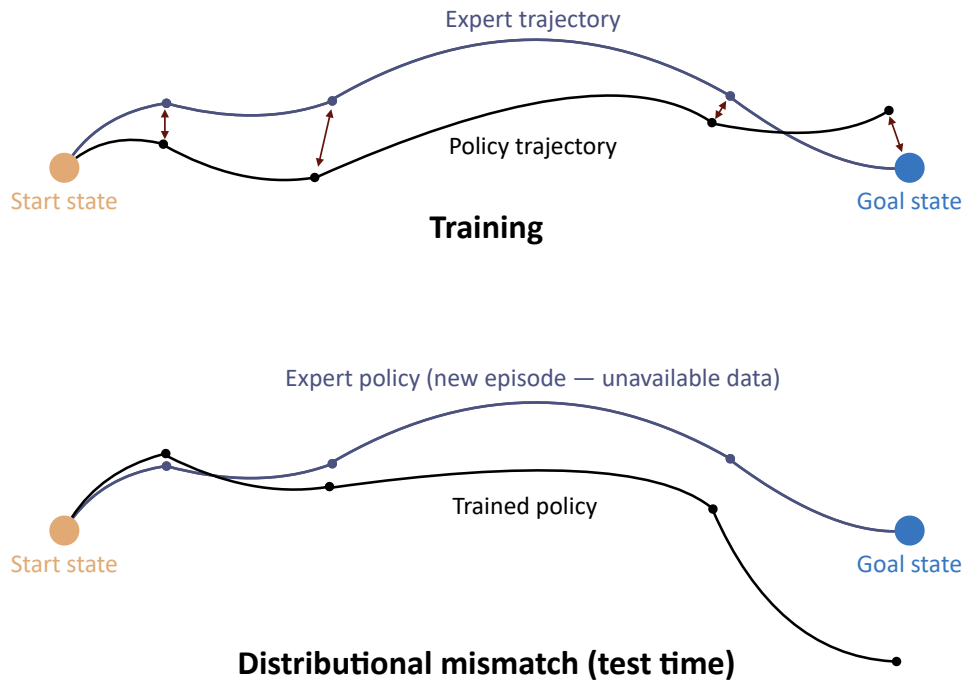 Expert trajectory
Policy trajectory
Start state
Goal state
Training
Expert policy (new episode — unavailable data)
Trained policy
Start state
Goal state
Distributional mismatch (test time)